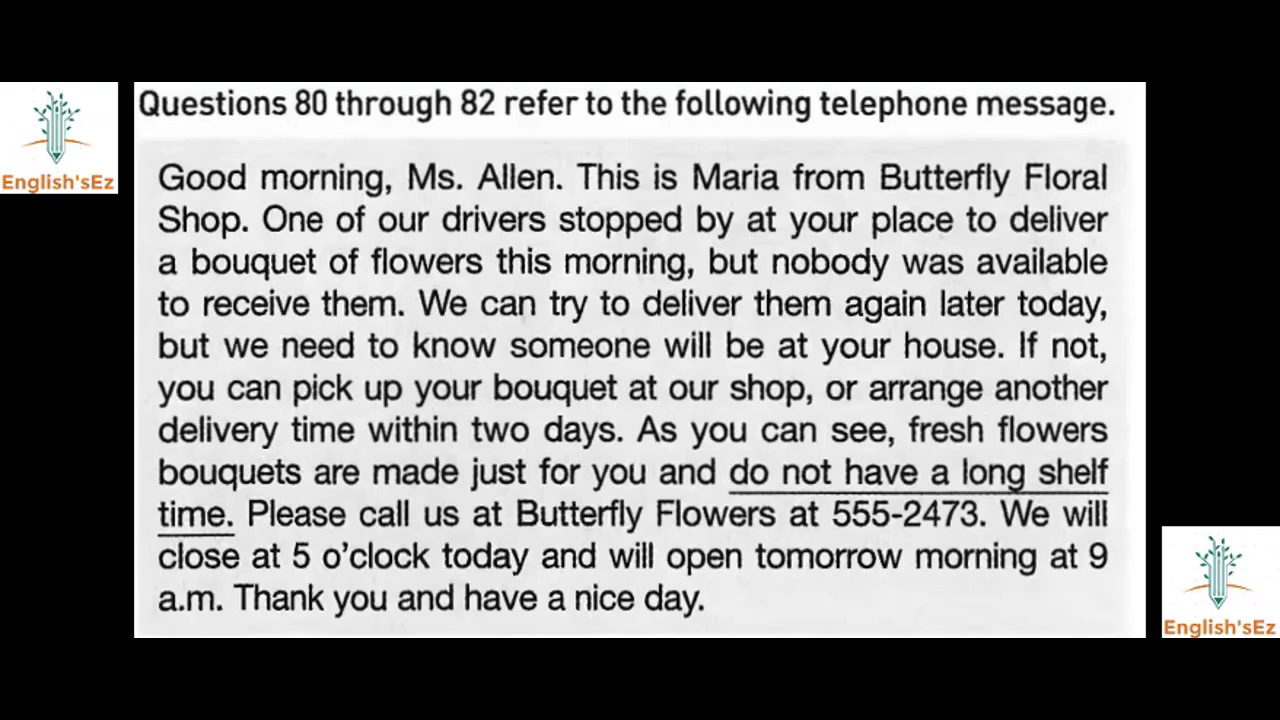 Questions 80 through 82 refer to the following telephone message.
Good morning, Ms. Allen. This is Maria from Butterfly Floral
Shop. One of our drivers stopped by at your place to deliver
a bouquet of flowers this morning, but nobody was available
to receive them. We can try to deliver them again later today,
but we need to know someone will be at your house. If not,
you can pick up your bouquet at our shop, or arrange another
delivery time within two days. As you can see, fresh flowers
bouquets are made just for you and do not have a long shelf
time. Please call us at Butterfly Flowers at 555-2473. We will
close at 5 o'clock today and will open tomorrow morning at 9
a.m. Thank you and have a nice day.
English'sEz
English'sEz